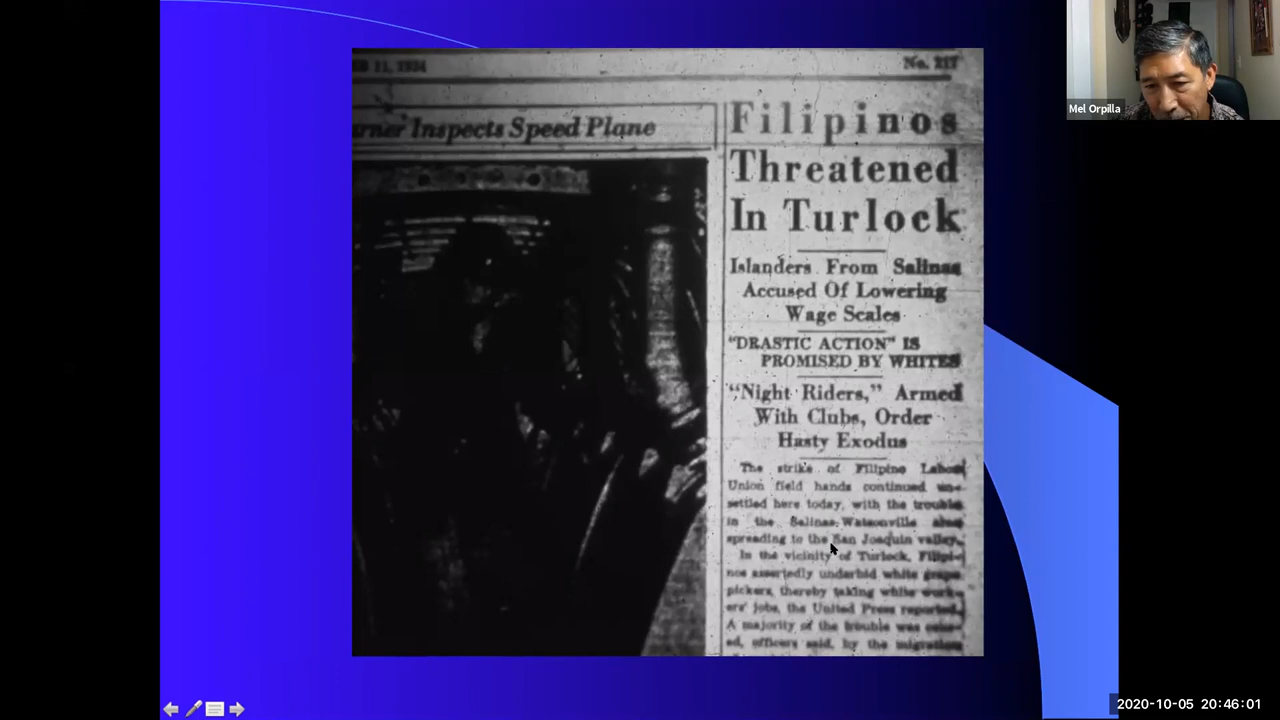 11, 1934
No. 217
Inspects Speed Plane
Filipinos
Threatened
In Turlock
Islanders From Salinas
Accused Of Lowering
Wage Scales
"DRASTIC ACTION" IS
PROMISED BY WHITES
"Night Riders," Armed
With Clubs, Order
Hasty Exodus
The strike of Filipino Labor
Union field hands continued un-
settled here today, with the trouble
in the Salinas-Watsonville area
spreading to the San Joaquin valley.
In the vicinity of Turlock, Filipi-
nos assertedly underbid white grape
pickers, thereby taking white work-
ers' jobs, the United Press reported.
A majority of the trouble was caus-
ed, officers said, by the migration
Mel Orpilla
2020-10-05 20:46:01